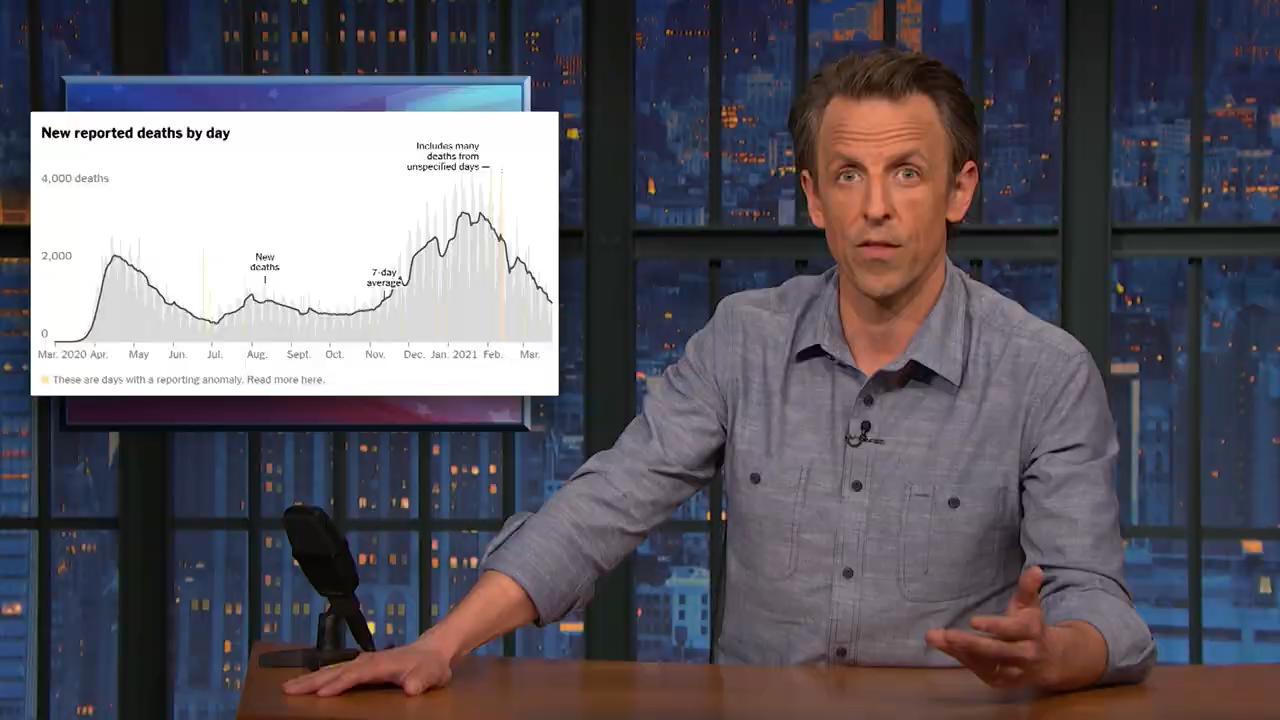 New reported deaths by day
Includes many
deaths from
unspecified days
4,000 deaths
2,000
New
deaths
7-day
average
0
Mar. 2020 Apr. May Jun. Jul. Aug. Sept. Oct. Nov. Dec. Jan. 2021 Feb. Mar.
These are days with a reporting anomaly. Read more here.